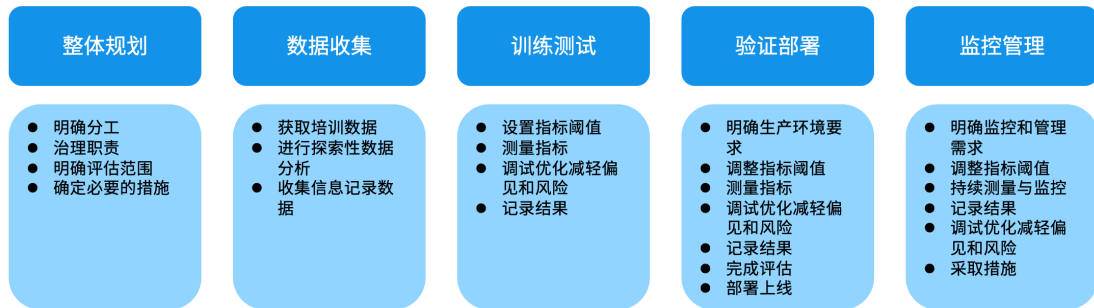 整体规划
数据收集
训练测试
验证部署
监控管理
● 明确分工
● 治理职责
● 明确评估范围
● 确定必要的措施
● 获取培训数据
● 进行探索性数据
分析
● 收集信息记录数
据
● 设置指标阈值
● 测量指标
● 调试优化减轻偏
见和风险
● 记录结果
● 明确生产环境要
求
● 调整指标阈值
● 测量指标
● 调试优化减轻偏
见和风险
● 记录结果
● 完成评估
● 部署上线
● 明确监控和管理
需求
● 调整指标阈值
● 持续测量与监控
● 记录结果
● 调试优化减轻偏
见和风险
● 采取措施